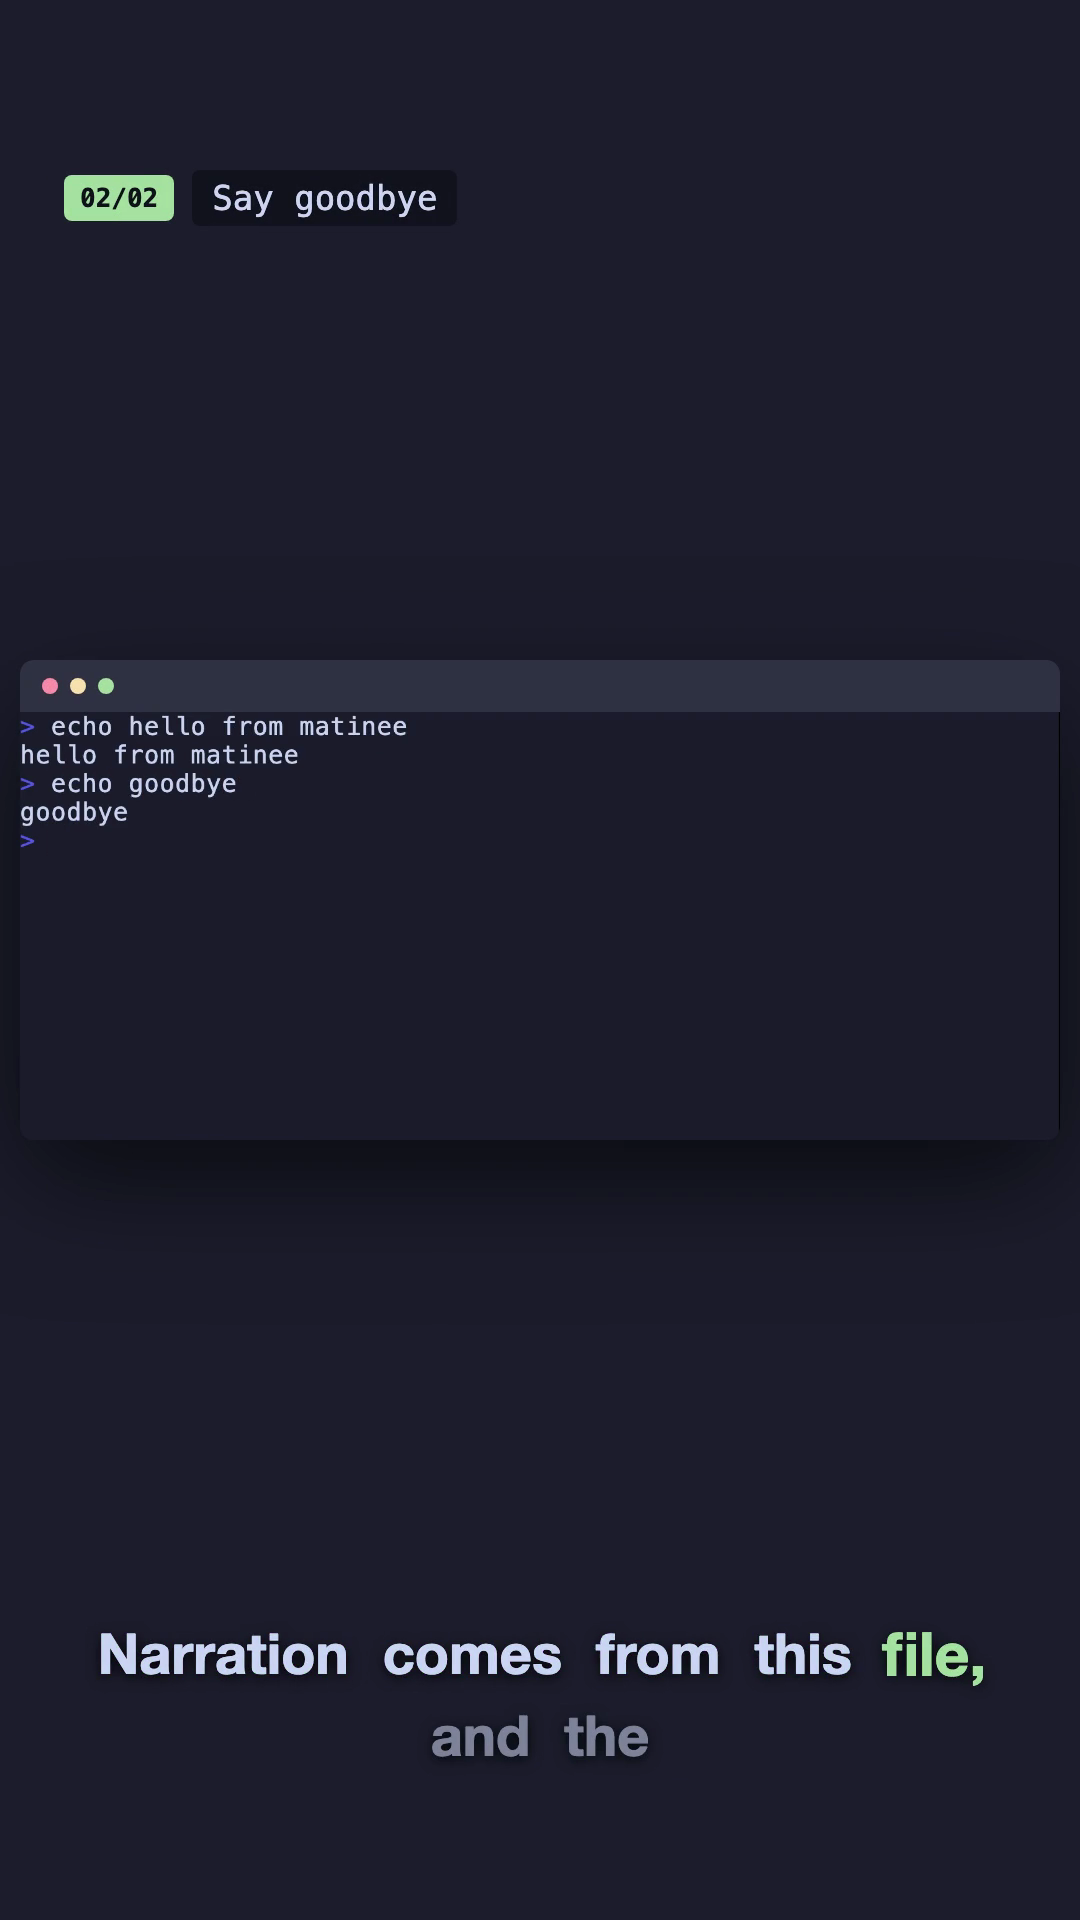 02/02 Say goodbye
> echo hello from matinee
hello from matinee
> echo goodbye
goodbye
>
Narration comes from this file,
and the